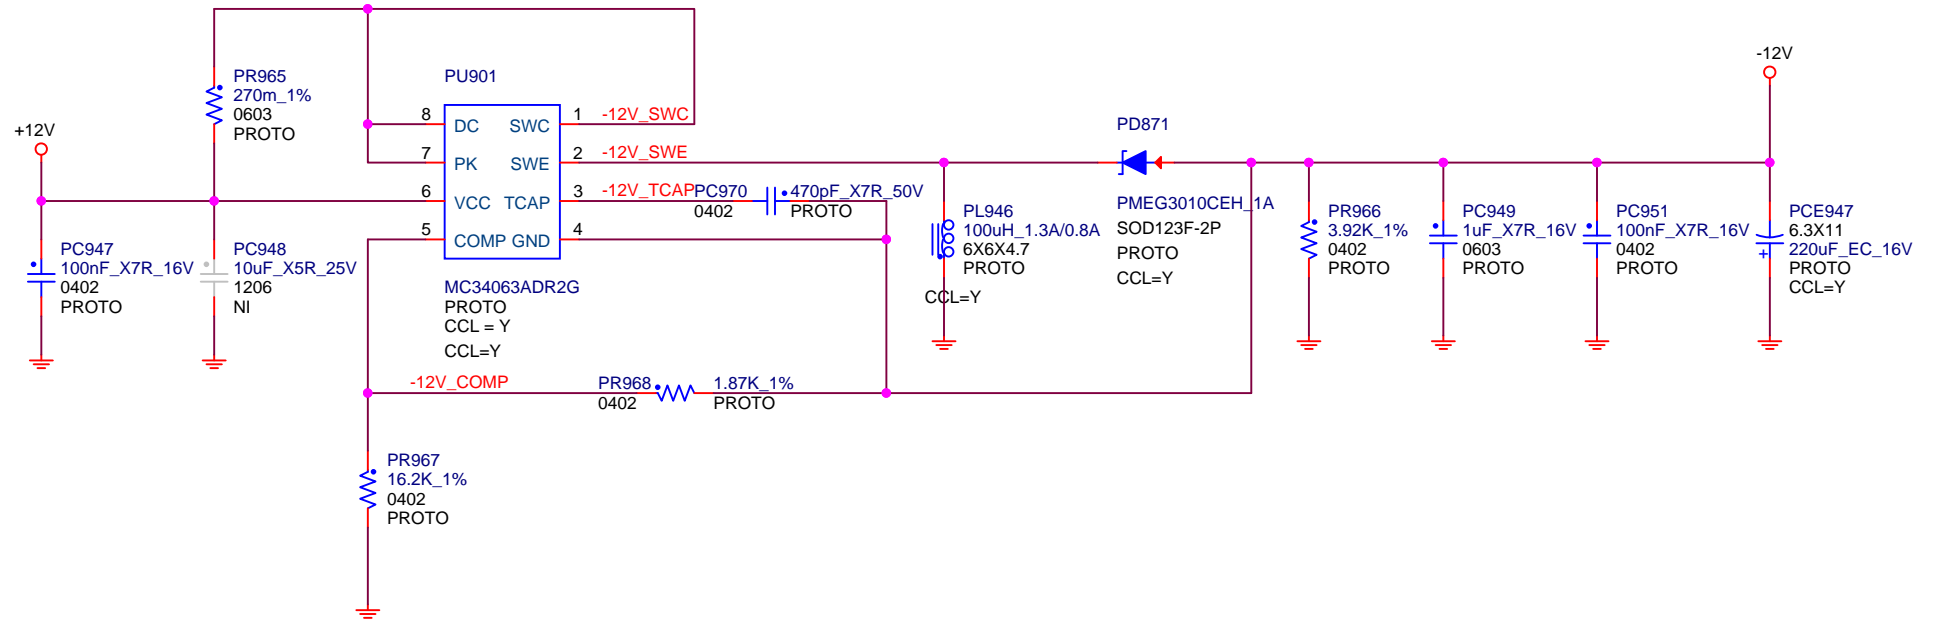 +12V
PR965
270m_1%
0603
PROTO
PC947
100nF_X7R_16V
0402
PROTO
PC948
10uF_X5R_25V
1206
NI
PU901
8
DC
SWC
1
-12V_SWC
7
PK
SWE
2
-12V_SWE
6
VCC
TCAP
3
-12V_TCAP
5
COMP
GND
4
MC34063ADR2G
PROTO
CCL = Y
CCL=Y
PC970
470pF_X7R_50V
0402
PROTO
-12V_COMP
PR968
1.87K_1%
0402
PROTO
PR967
16.2K_1%
0402
PROTO
PL946
100uH_1.3A/0.8A
6X6X4.7
PROTO
CCL=Y
PD871
PMEG3010CEH_1A
SOD123F-2P
PROTO
CCL=Y
PR966
3.92K_1%
0402
PROTO
PC949
1uF_X7R_16V
0603
PROTO
PC951
100nF_X7R_16V
0402
PROTO
-12V
PCE947
6.3X11
220uF_EC_16V
+
PROTO
CCL=Y